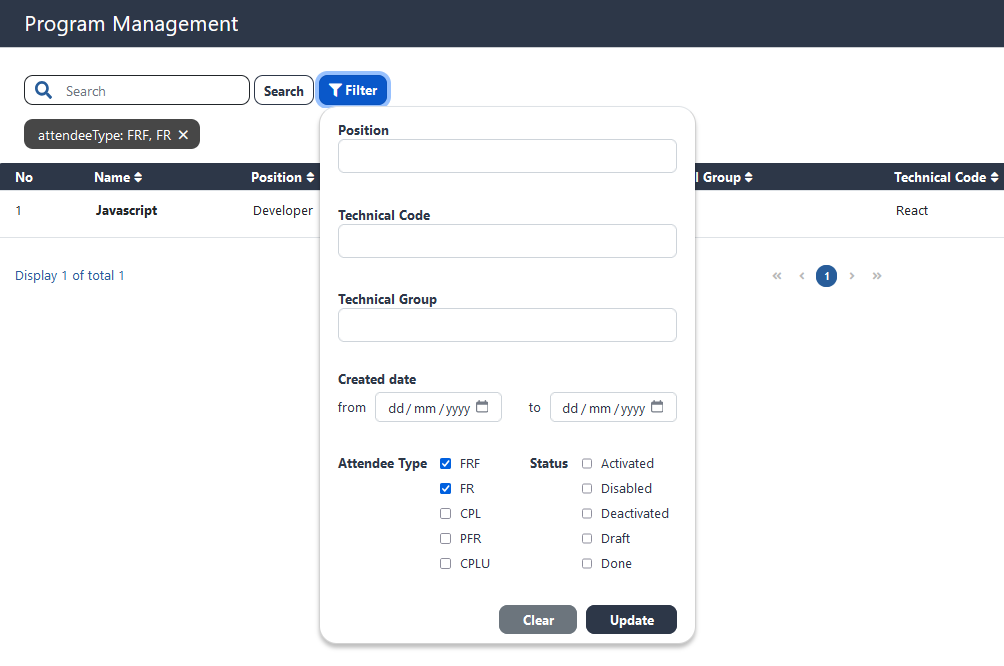 Program Management
Search Search Filter
attendeeType: FRF, FR ✕
No Name Position l Group Technical Code
1 Javascript Developer React
Display 1 of total 1
« ‹ 1 › »
Position
Technical Code
Technical Group
Created date
from dd/mm/yyyy to dd/mm/yyyy
Attendee Type FRF Status Activated
FR Disabled
CPL Deactivated
PFR Draft
CPLU Done
Clear Update